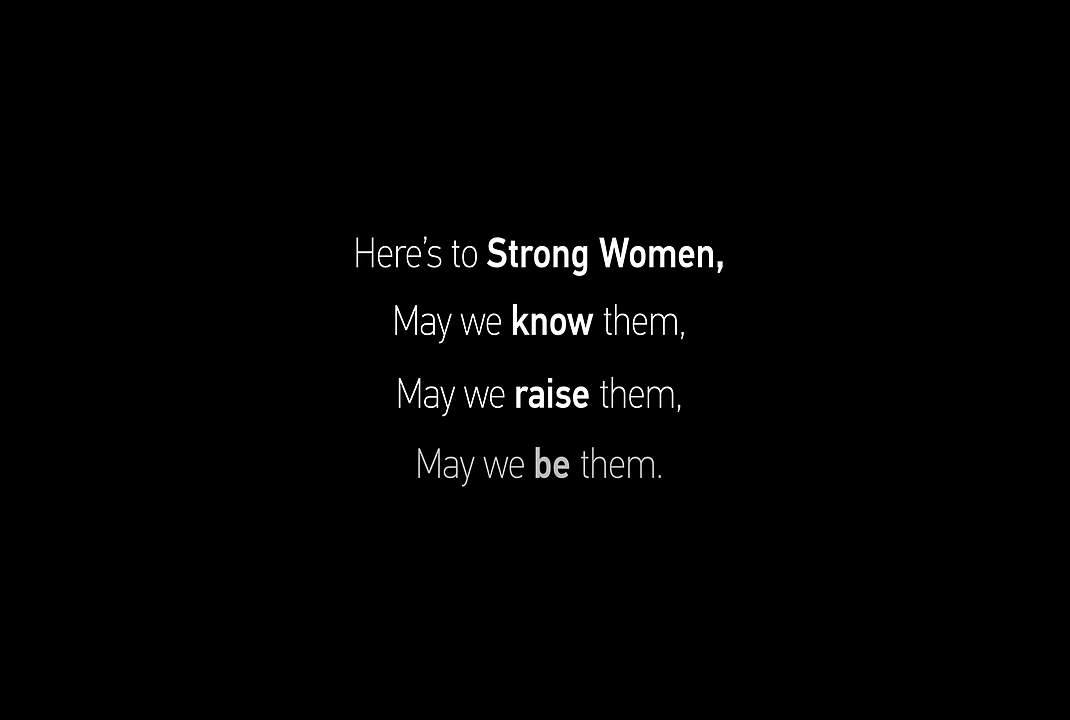 Here’s to Strong Women,
May we know them,
May we raise them,
May we be them.